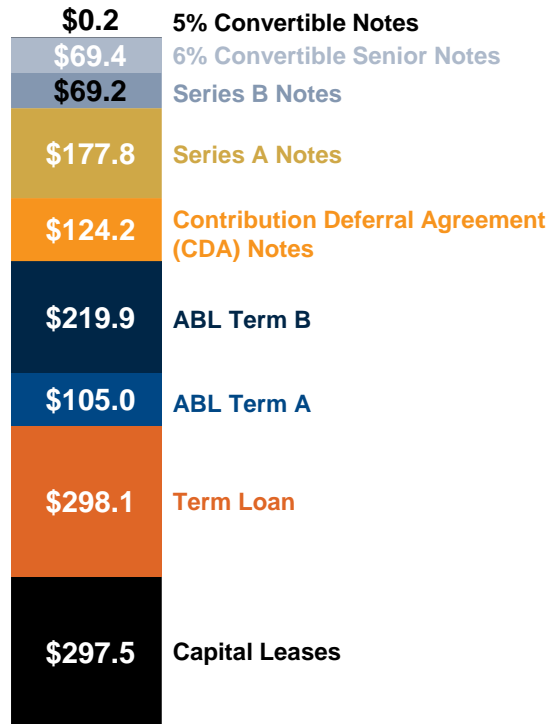 $0.2 5% Convertible Notes
$69.4 6% Convertible Senior Notes
$69.2 Series B Notes
$177.8 Series A Notes
$124.2 Contribution Deferral Agreement
(CDA) Notes
$219.9 ABL Term B
$105.0 ABL Term A
$298.1 Term Loan
$297.5 Capital Leases